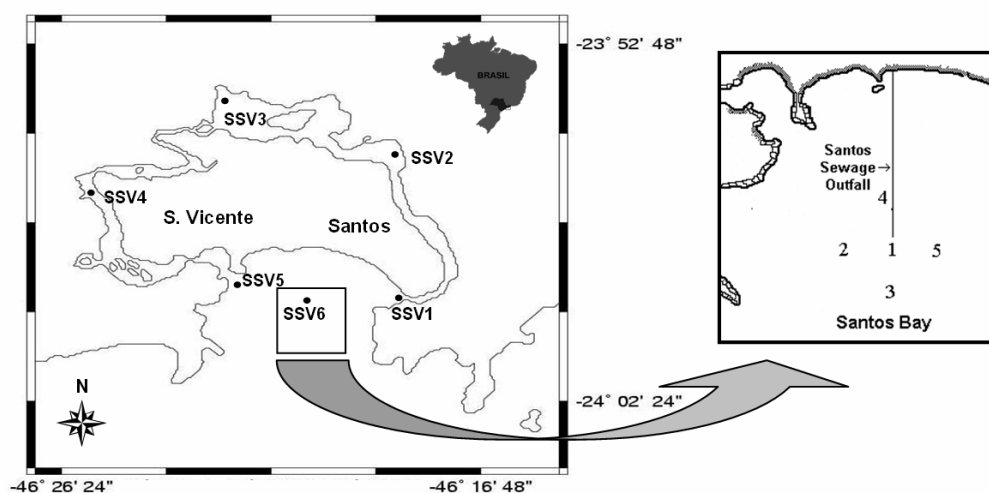 -23° 52' 48"
BRASIL
SSV3
SSV2
SSV4
S. Vicente
Santos
SSV5
SSV6
SSV1
N
-24° 02' 24"
-46° 26' 24"
-46° 16' 48"
Santos
Sewage→
Outfall
4
2 1 5
3
Santos Bay